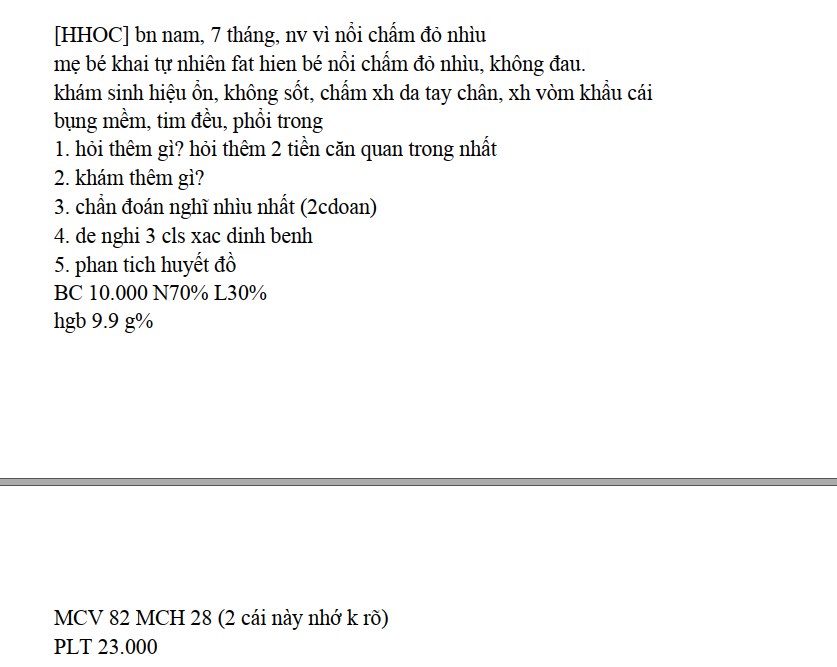 [HHOC] bn nam, 7 tháng, nv vì nổi chấm đỏ nhìu
mẹ bé khai tự nhiên fat hien bé nổi chấm đỏ nhìu, không đau.
khám sinh hiệu ổn, không sốt, chấm xh da tay chân, xh vòm khẩu cái
bụng mềm, tim đều, phổi trong
1. hỏi thêm gì? hỏi thêm 2 tiền căn quan trong nhất
2. khám thêm gì?
3. chẩn đoán nghĩ nhìu nhất (2cdoan)
4. de nghi 3 cls xac dinh benh
5. phan tich huyết đồ
BC 10.000 N70% L30%
hgb 9.9 g%
MCV 82 MCH 28 (2 cái này nhớ k rõ)
PLT 23.000